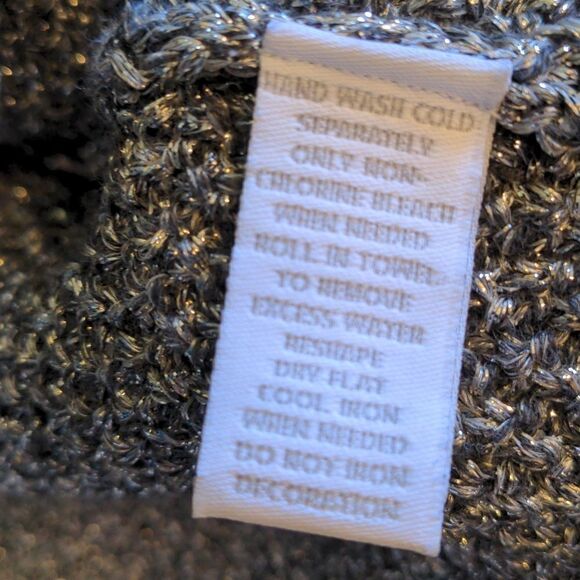 HAND WASH COLD
SEPARATELY
ONLY NON-
CHLORINE BLEACH
WHEN NEEDED
ROLL IN TOWEL
TO REMOVE
EXCESS WATER
RESHAPE
DRY FLAT
COOL IRON
WHEN NEEDED
DO NOT IRON
DECORATION